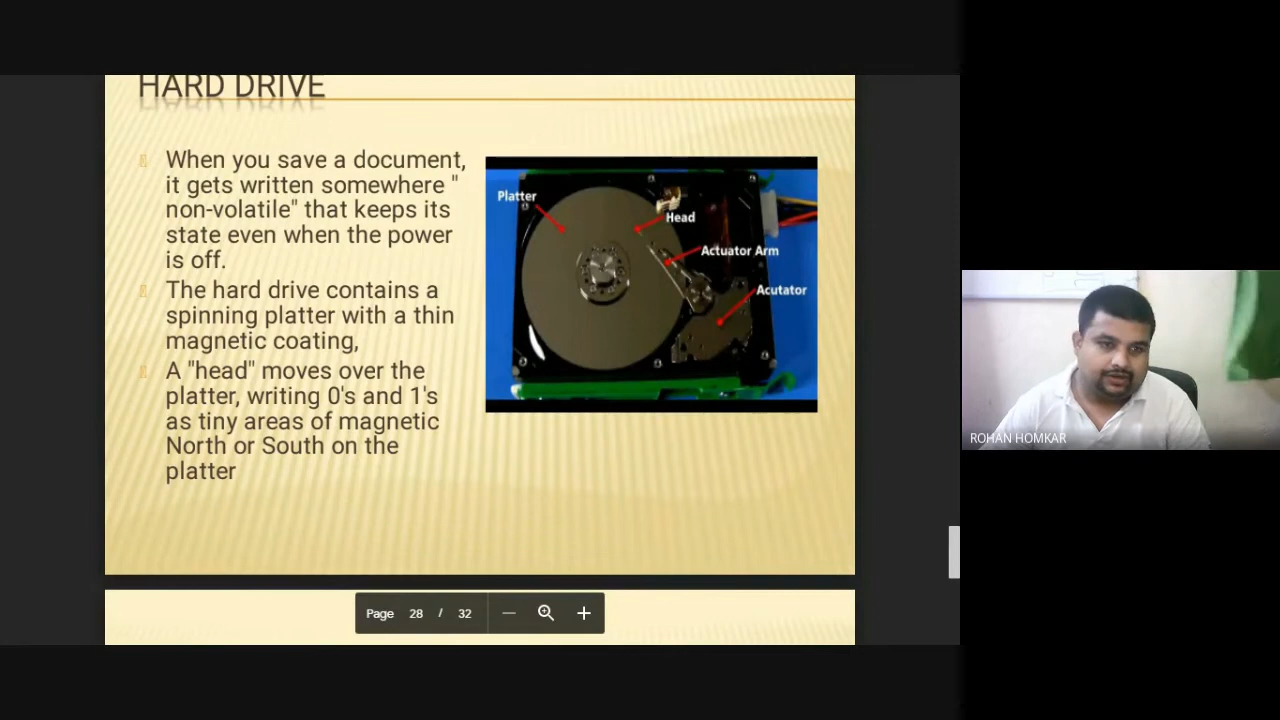 HARD DRIVE
When you save a document,
it gets written somewhere "
non-volatile" that keeps its
state even when the power
is off.
The hard drive contains a
spinning platter with a thin
magnetic coating,
A "head" moves over the
platter, writing 0's and 1's
as tiny areas of magnetic
North or South on the
platter
Platter
Head
Actuator Arm
Acutator
Page 28 / 32
ROHAN HOMKAR